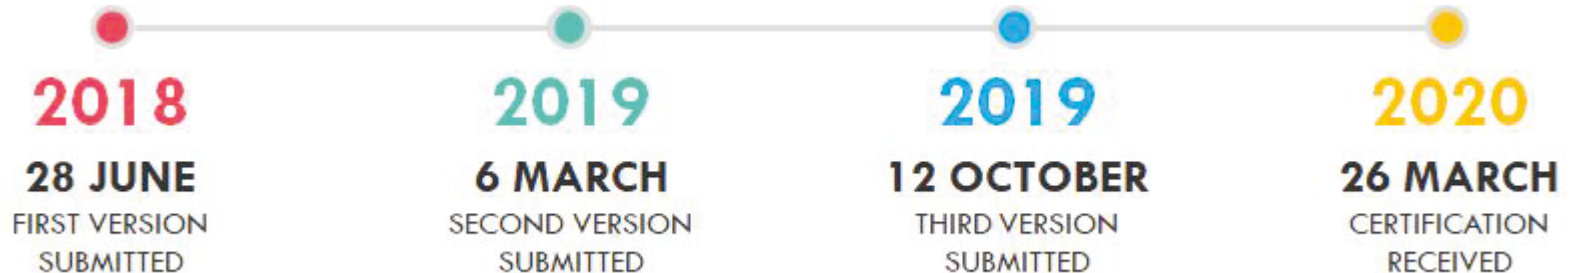 2018
28 JUNE
FIRST VERSION
SUBMITTED
2019
6 MARCH
SECOND VERSION
SUBMITTED
2019
12 OCTOBER
THIRD VERSION
SUBMITTED
2020
26 MARCH
CERTIFICATION
RECEIVED